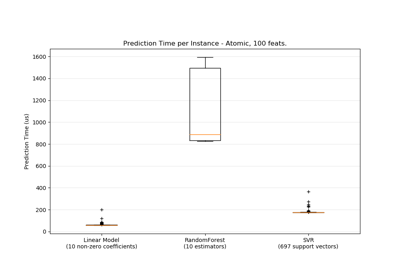 Prediction Time per Instance - Atomic, 100 feats.
Prediction Time (us)
1600
1400
1200
1000
800
600
400
200
0
Linear Model
(10 non-zero coefficients)
RandomForest
(10 estimators)
SVR
(697 support vectors)